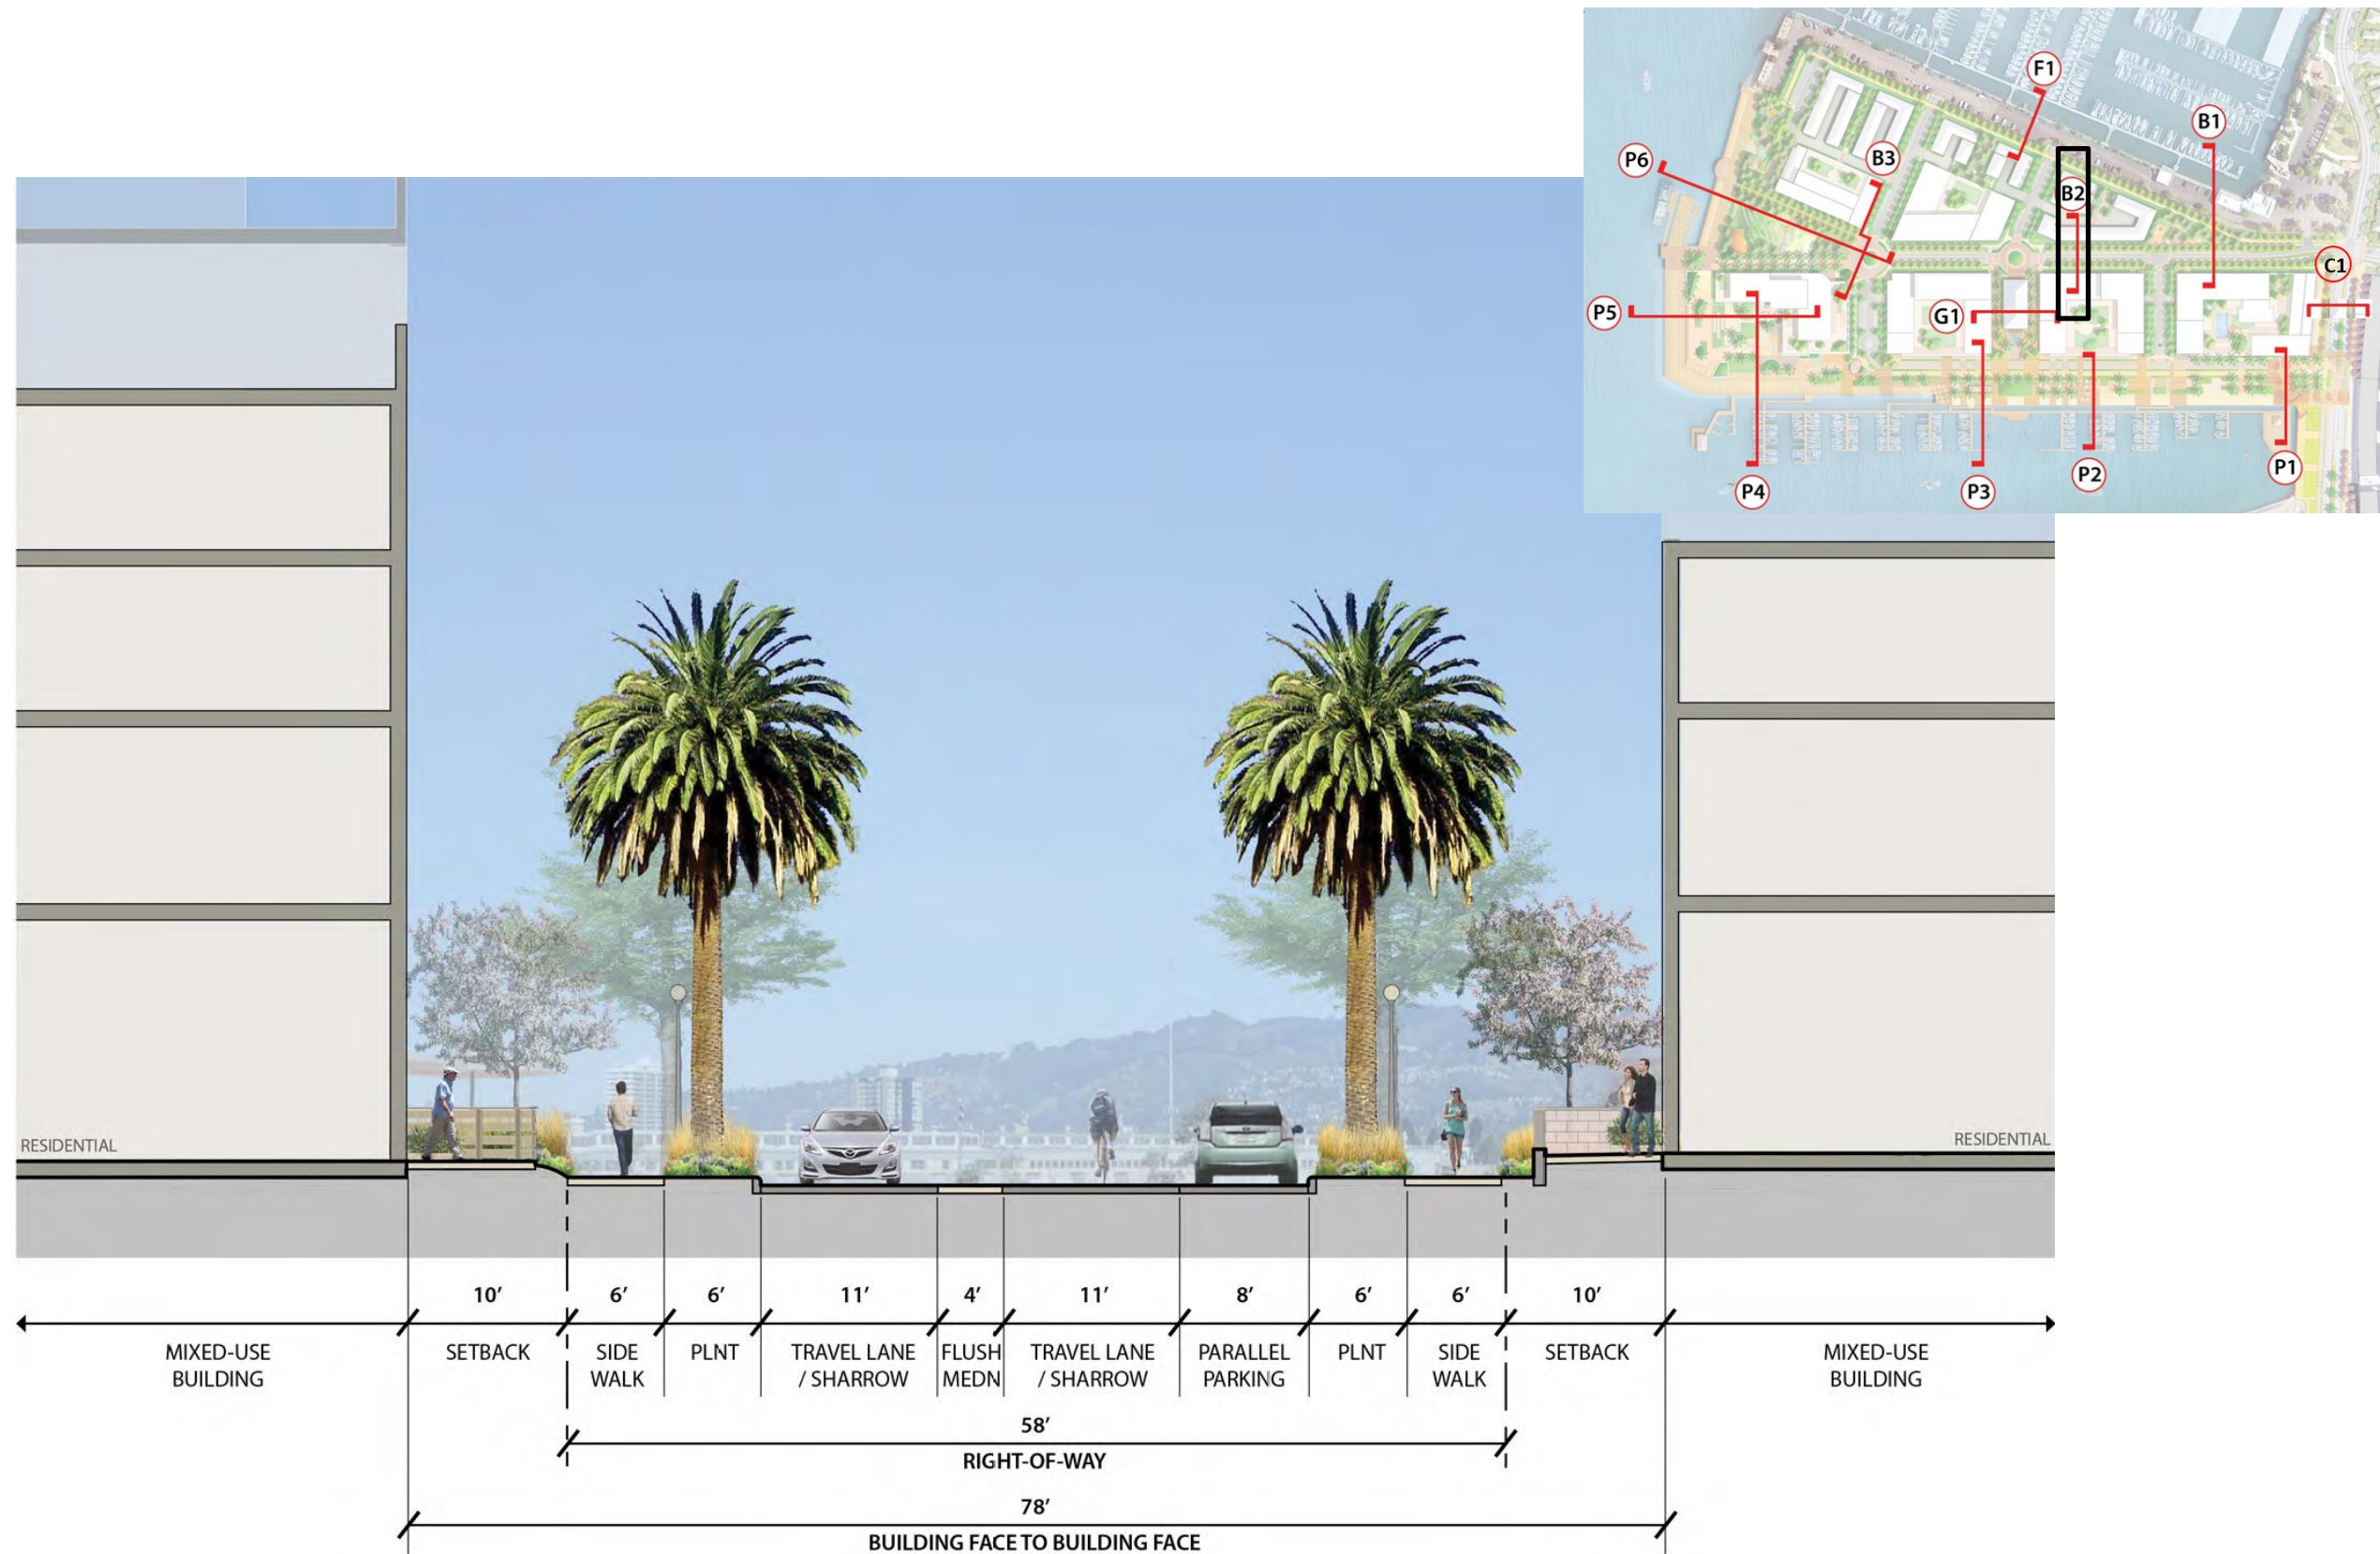 F1
B1
P6
B3
B2
C1
P5
G1
P4
P3
P2
P1
RESIDENTIAL
RESIDENTIAL
10′
6′
6′
11′
4′
11′
8′
6′
6′
10′
MIXED-USE
BUILDING
SETBACK
SIDE
WALK
PLNT
TRAVEL LANE
/ SHARROW
FLUSH
MEDN
TRAVEL LANE
/ SHARROW
PARALLEL
PARKING
PLNT
SIDE
WALK
SETBACK
MIXED-USE
BUILDING
58′
RIGHT-OF-WAY
78′
BUILDING FACE TO BUILDING FACE